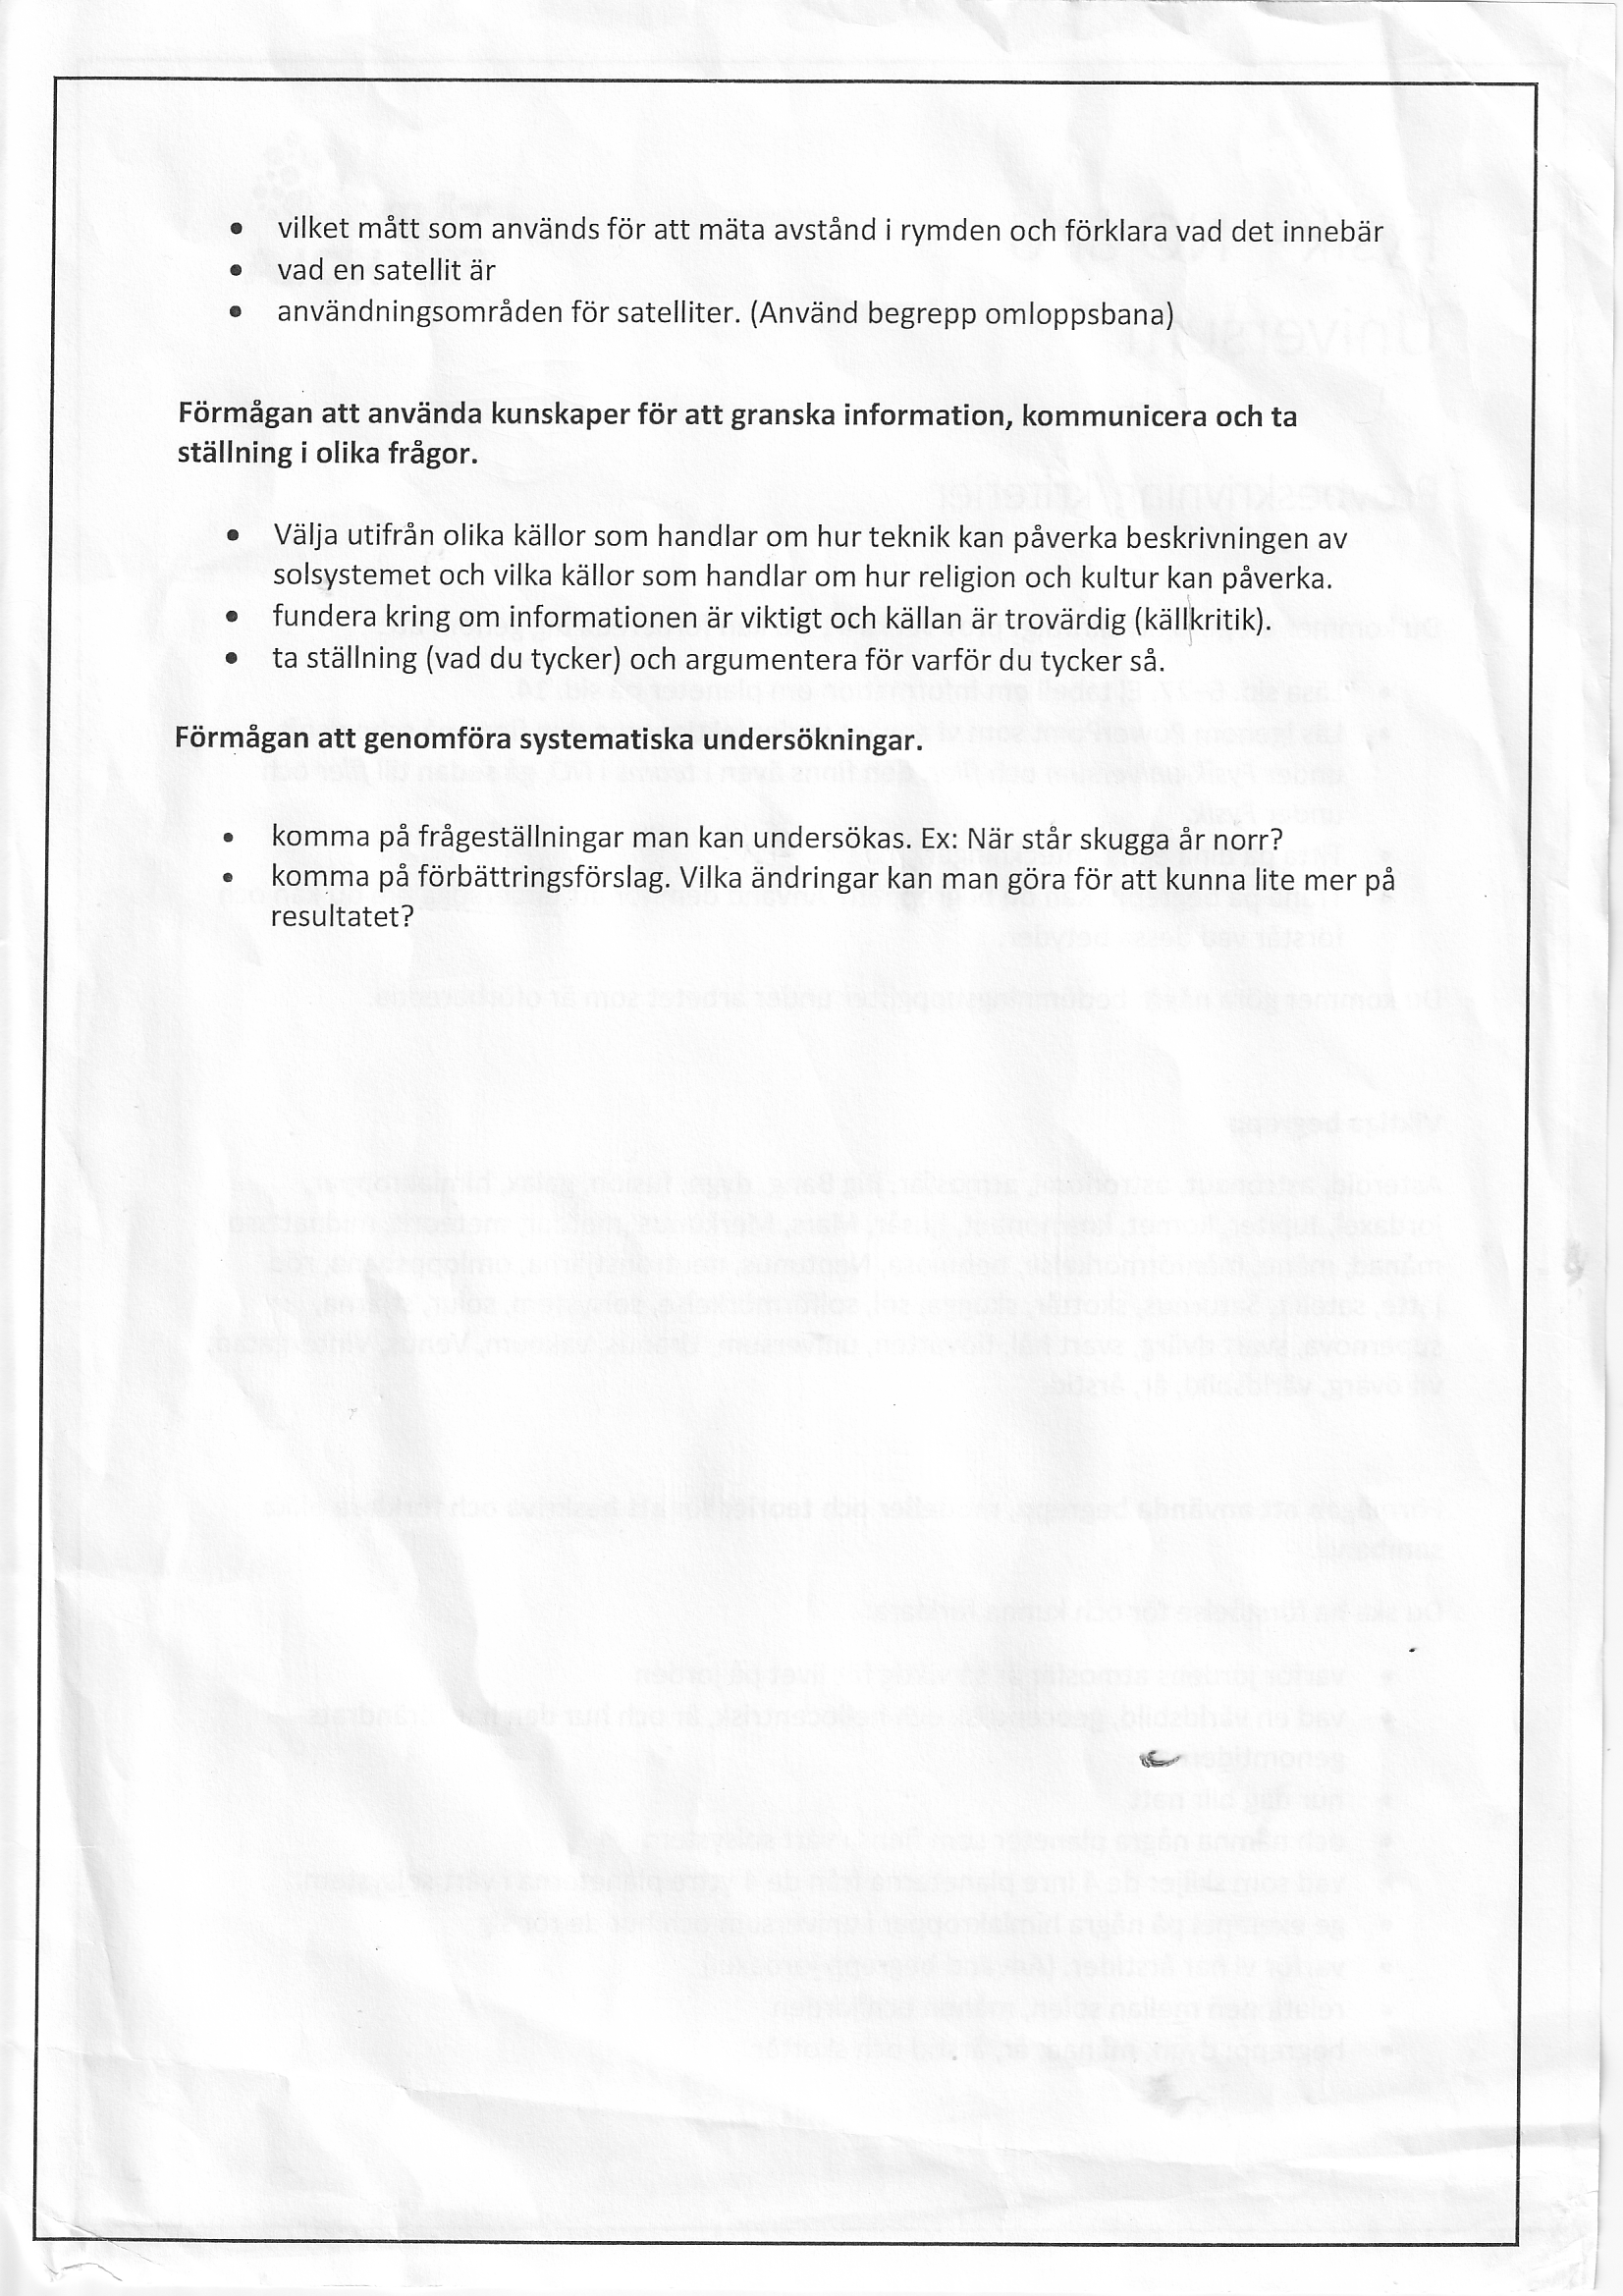 • vilket mått som används för att mäta avstånd i rymden och förklara vad det innebär
• vad en satellit är
• användningsområden för satelliter. (Använd begrepp omloppsbana)
Förmågan att använda kunskaper för att granska information, kommunicera och ta
ställning i olika frågor.
• Välja utifrån olika källor som handlar om hur teknik kan påverka beskrivningen av
solsystemet och vilka källor som handlar om hur religion och kultur kan påverka.
• fundera kring om informationen är viktigt och källan är trovärdig (källkritik).
• ta ställning (vad du tycker) och argumentera för varför du tycker så.
Förmågan att genomföra systematiska undersökningar.
• komma på frågeställningar man kan undersökas. Ex: När står skugga år norr?
• komma på förbättringsförslag. Vilka ändringar kan man göra för att kunna lite mer på
resultatet?